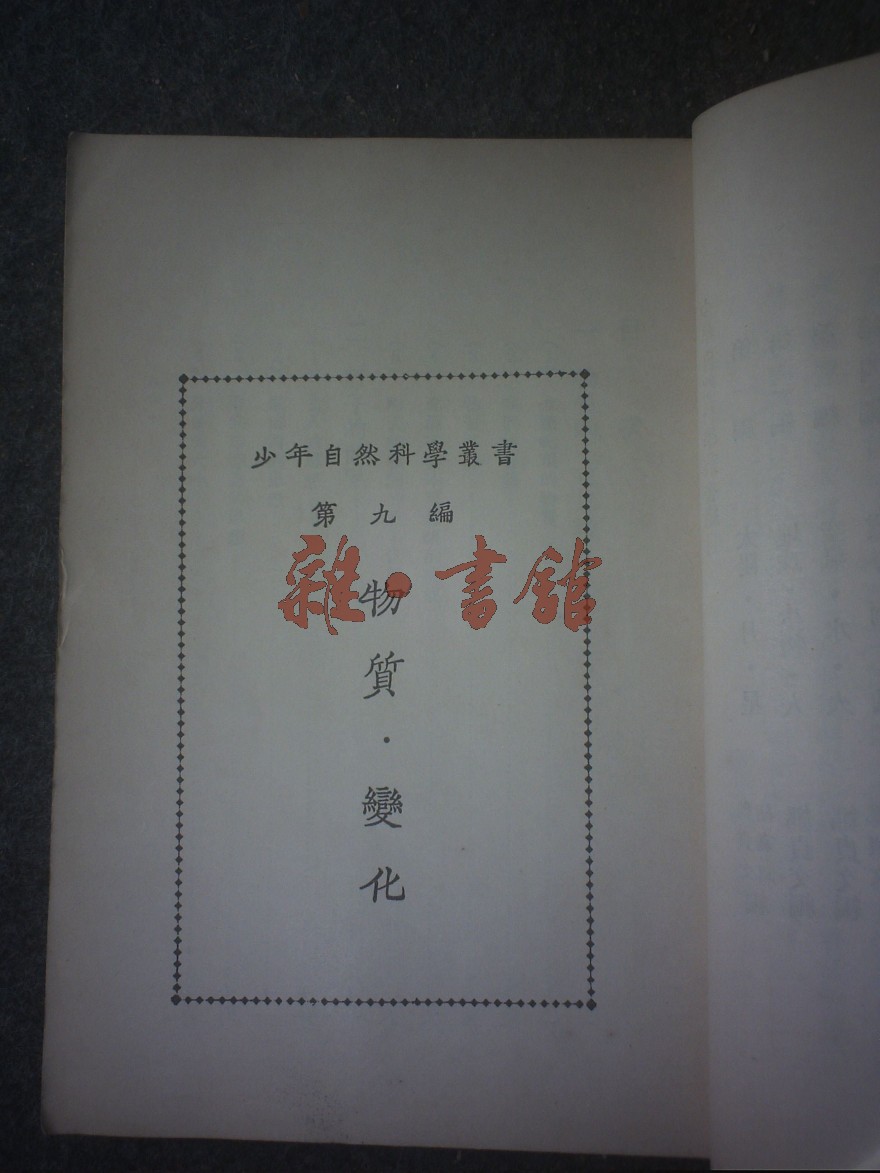 少年自然科學叢書
第九編
物質·變化
雜·書館